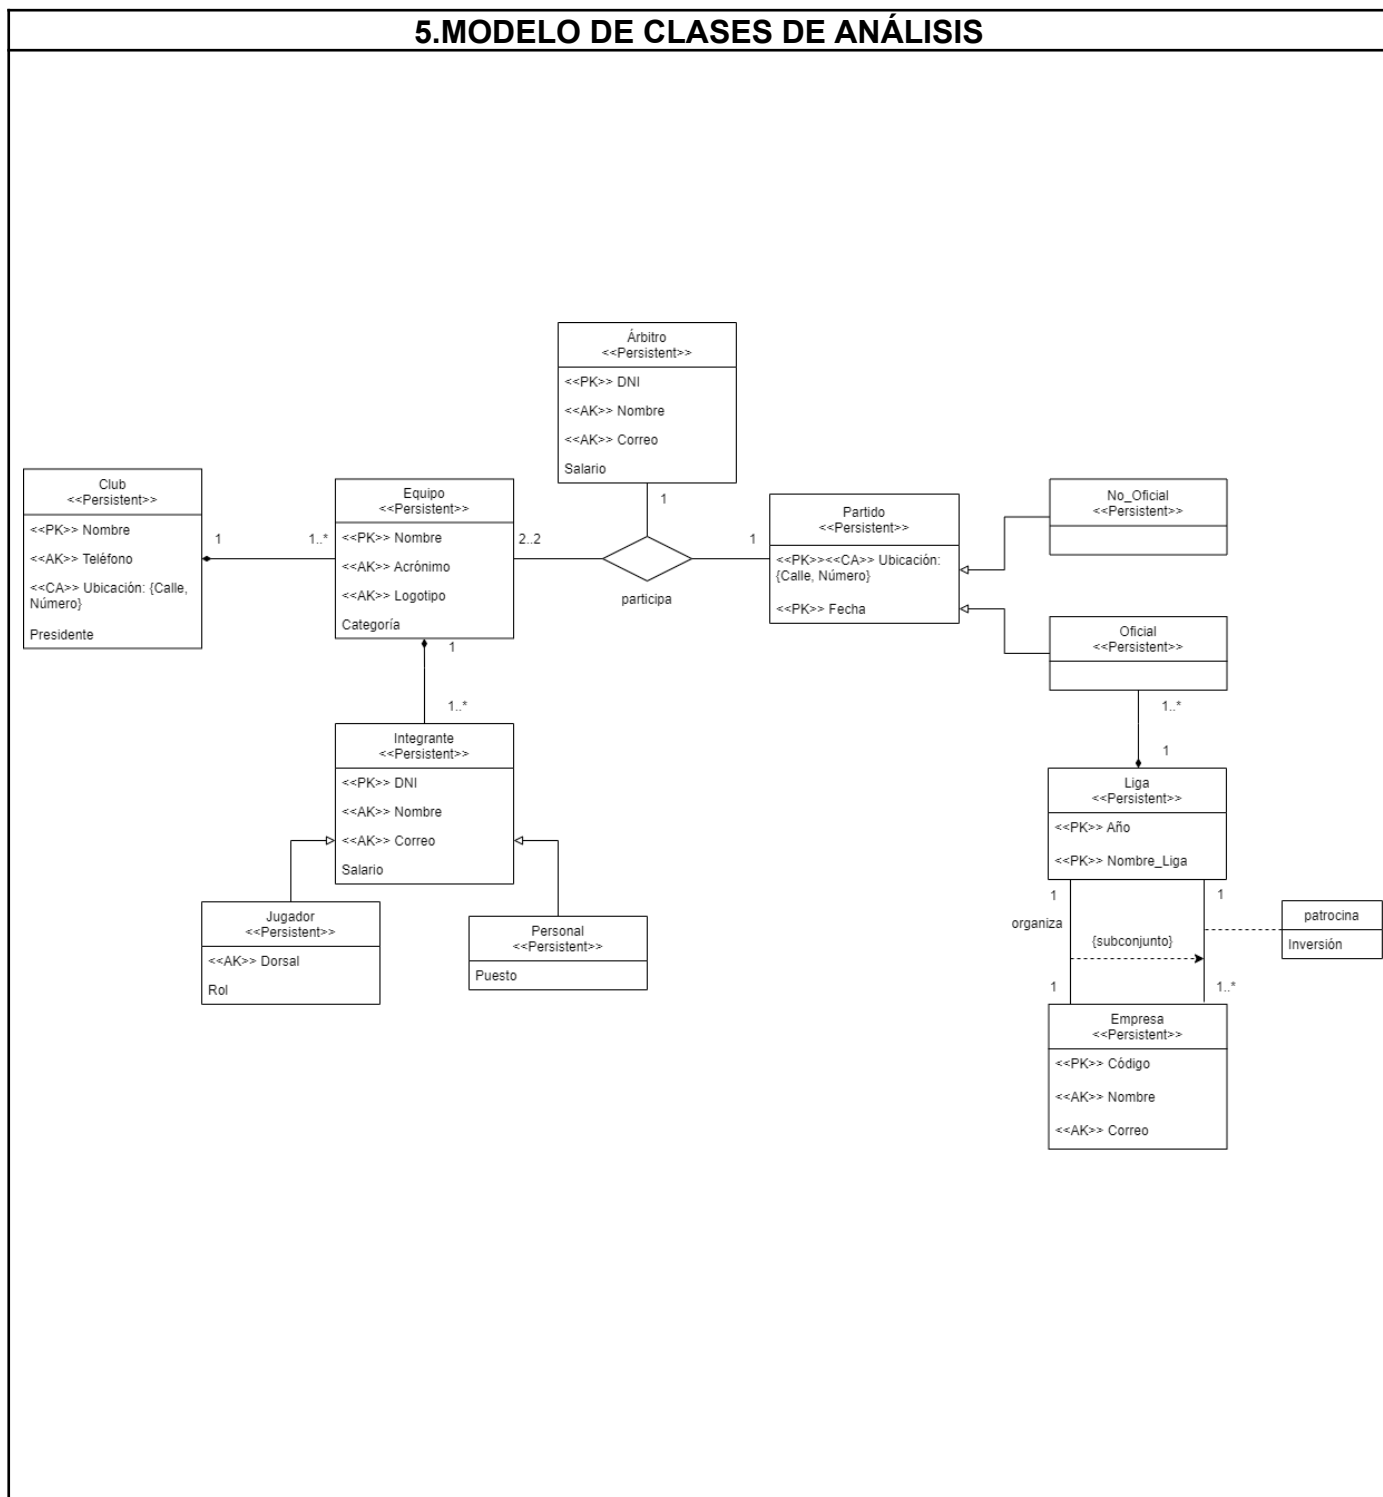 5.MODELO DE CLASES DE ANÁLISIS
Árbitro
<<Persistent>>
<<PK>> DNI
<<AK>> Nombre
<<AK>> Correo
Salario
1
Club
<<Persistent>>
<<PK>> Nombre
<<AK>> Teléfono
<<CA>> Ubicación: {Calle,
Número}
Presidente
1
1..*
Equipo
<<Persistent>>
<<PK>> Nombre
<<AK>> Acrónimo
<<AK>> Logotipo
Categoría
2..2
participa
1
Partido
<<Persistent>>
<<PK>><<CA>> Ubicación:
{Calle, Número}
<<PK>> Fecha
No_Oficial
<<Persistent>>
Oficial
<<Persistent>>
1
1..*
1..*
1
Integrante
<<Persistent>>
<<PK>> DNI
<<AK>> Nombre
<<AK>> Correo
Salario
Liga
<<Persistent>>
<<PK>> Año
<<PK>> Nombre_Liga
Jugador
<<Persistent>>
<<AK>> Dorsal
Rol
Personal
<<Persistent>>
Puesto
1
1
organiza
{subconjunto}
patrocina
Inversión
1
1..*
Empresa
<<Persistent>>
<<PK>> Código
<<AK>> Nombre
<<AK>> Correo